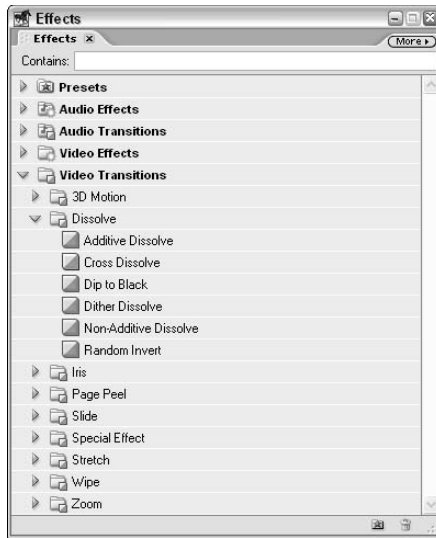 Effects
Effects x
More
Contains:
Presets
Audio Effects
Audio Transitions
Video Effects
Video Transitions
3D Motion
Dissolve
Additive Dissolve
Cross Dissolve
Dip to Black
Dither Dissolve
Non-Additive Dissolve
Random Invert
Iris
Page Peel
Slide
Special Effect
Stretch
Wipe
Zoom